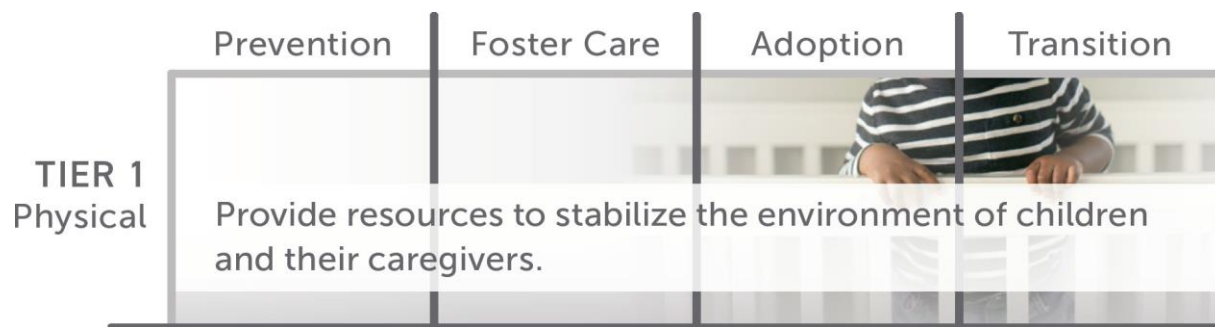 Prevention Foster Care Adoption Transition
TIER 1
Physical
Provide resources to stabilize the environment of children
and their caregivers.